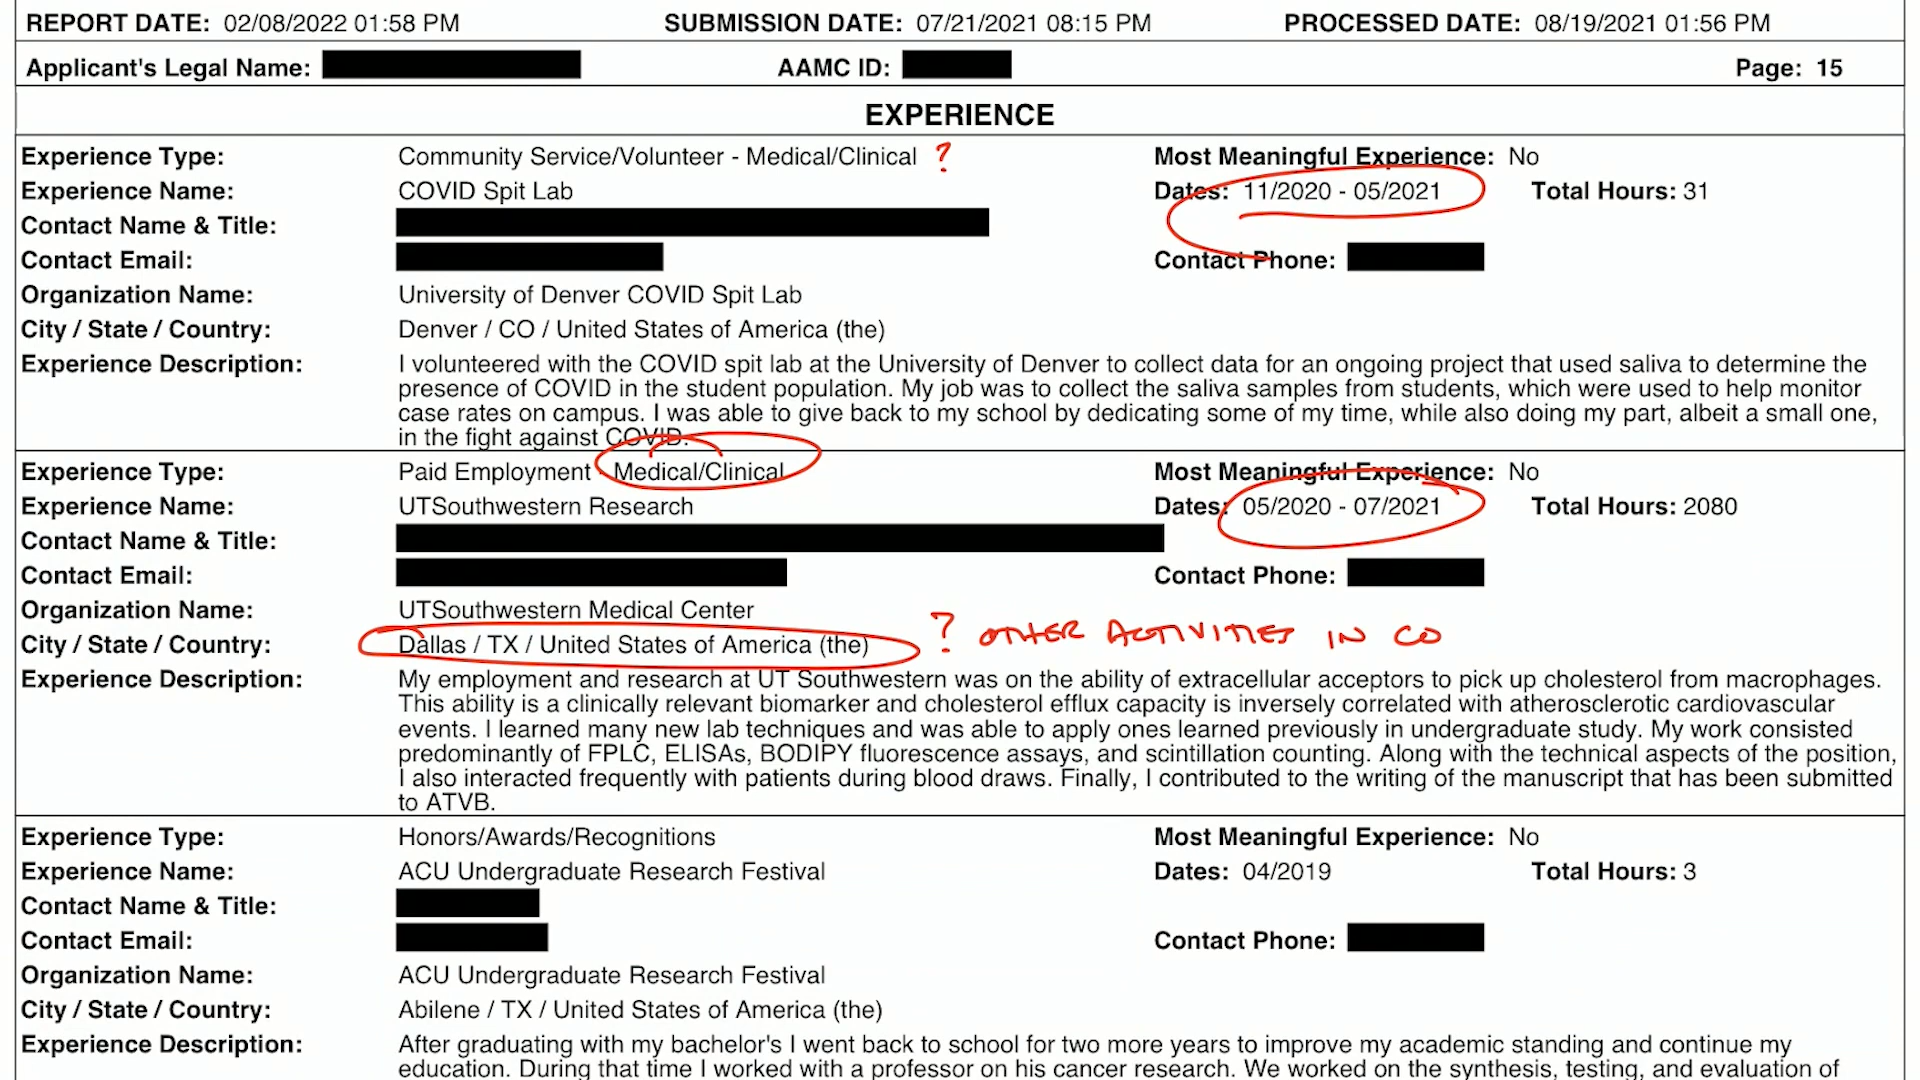 REPORT DATE: 02/08/2022 01:58 PM SUBMISSION DATE: 07/21/2021 08:15 PM PROCESSED DATE: 08/19/2021 01:56 PM
Applicant's Legal Name: AAMC ID: Page: 15
EXPERIENCE
Experience Type: Community Service/Volunteer - Medical/Clinical ? Most Meaningful Experience: No
Experience Name: COVID Spit Lab Dates: 11/2020 - 05/2021 Total Hours: 31
Contact Name & Title:
Contact Email: Contact Phone:
Organization Name: University of Denver COVID Spit Lab
City / State / Country: Denver / CO / United States of America (the)
Experience Description: I volunteered with the COVID spit lab at the University of Denver to collect data for an ongoing project that used saliva to determine the
presence of COVID in the student population. My job was to collect the saliva samples from students, which were used to help monitor
case rates on campus. I was able to give back to my school by dedicating some of my time, while also doing my part, albeit a small one,
in the fight against COVID.
Experience Type: Paid Employment - Medical/Clinical Most Meaningful Experience: No
Experience Name: UTSouthwestern Research Dates: 05/2020 - 07/2021 Total Hours: 2080
Contact Name & Title:
Contact Email: Contact Phone:
Organization Name: UTSouthwestern Medical Center
City / State / Country: Dallas / TX / United States of America (the) ? OTHER ACTIVITIES IN CO
Experience Description: My employment and research at UT Southwestern was on the ability of extracellular acceptors to pick up cholesterol from macrophages.
This ability is a clinically relevant biomarker and cholesterol efflux capacity is inversely correlated with atherosclerotic cardiovascular
events. I learned many new lab techniques and was able to apply ones learned previously in undergraduate study. My work consisted
predominantly of FPLC, ELISAs, BODIPY fluorescence assays, and scintillation counting. Along with the technical aspects of the position,
I also interacted frequently with patients during blood draws. Finally, I contributed to the writing of the manuscript that has been submitted
to ATVB.
Experience Type: Honors/Awards/Recognitions Most Meaningful Experience: No
Experience Name: ACU Undergraduate Research Festival Dates: 04/2019 Total Hours: 3
Contact Name & Title:
Contact Email: Contact Phone:
Organization Name: ACU Undergraduate Research Festival
City / State / Country: Abilene / TX / United States of America (the)
Experience Description: After graduating with my bachelor's I went back to school for two more years to improve my academic standing and continue my
education. During that time I worked with a professor on his cancer research. We worked on the synthesis, testing, and evaluation of